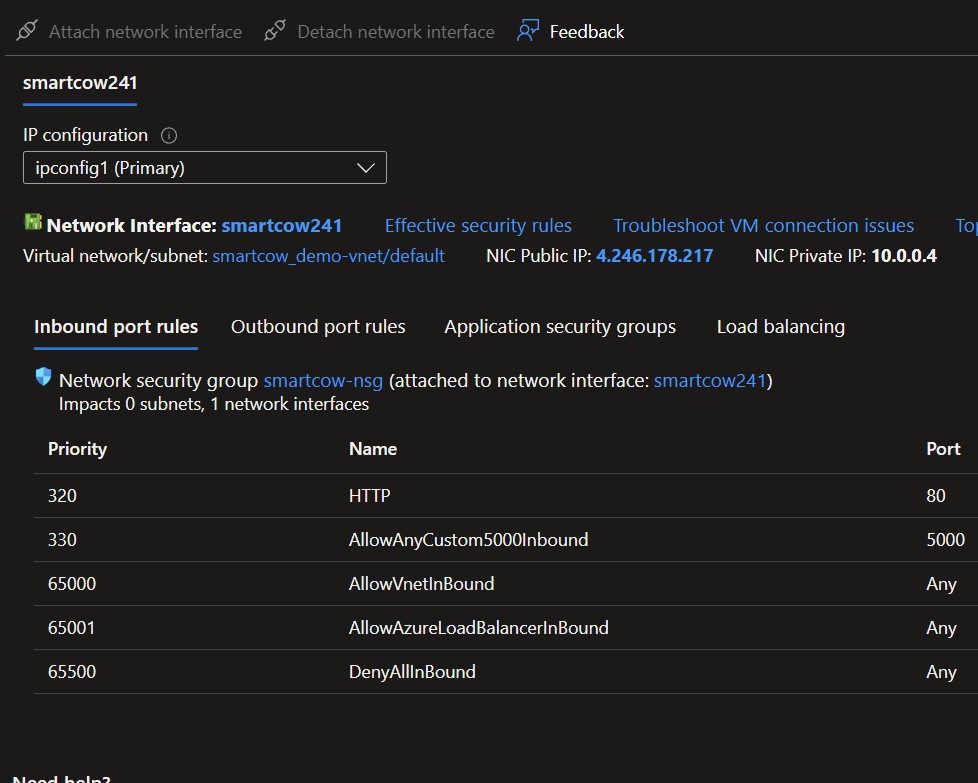 Attach network interface Detach network interface Feedback
smartcow241
IP configuration
ipconfig1 (Primary)
Network Interface: smartcow241 Effective security rules Troubleshoot VM connection issues
Virtual network/subnet: smartcow_demo-vnet/default NIC Public IP: 4.246.178.217 NIC Private IP: 10.0.0.4
Inbound port rules Outbound port rules Application security groups Load balancing
Network security group smartcow-nsg (attached to network interface: smartcow241)
Impacts 0 subnets, 1 network interfaces
Priority Name Port
320 HTTP 80
330 AllowAnyCustom5000Inbound 5000
65000 AllowVnetInBound Any
65001 AllowAzureLoadBalancerInBound Any
65500 DenyAllInBound Any
Need help?